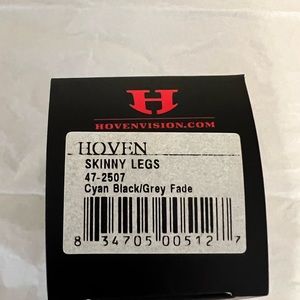 H
HOVENVISION.COM
HOVEN
SKINNY LEGS
47-2507
Cyan Black/Grey Fade
8 34705 00512 7